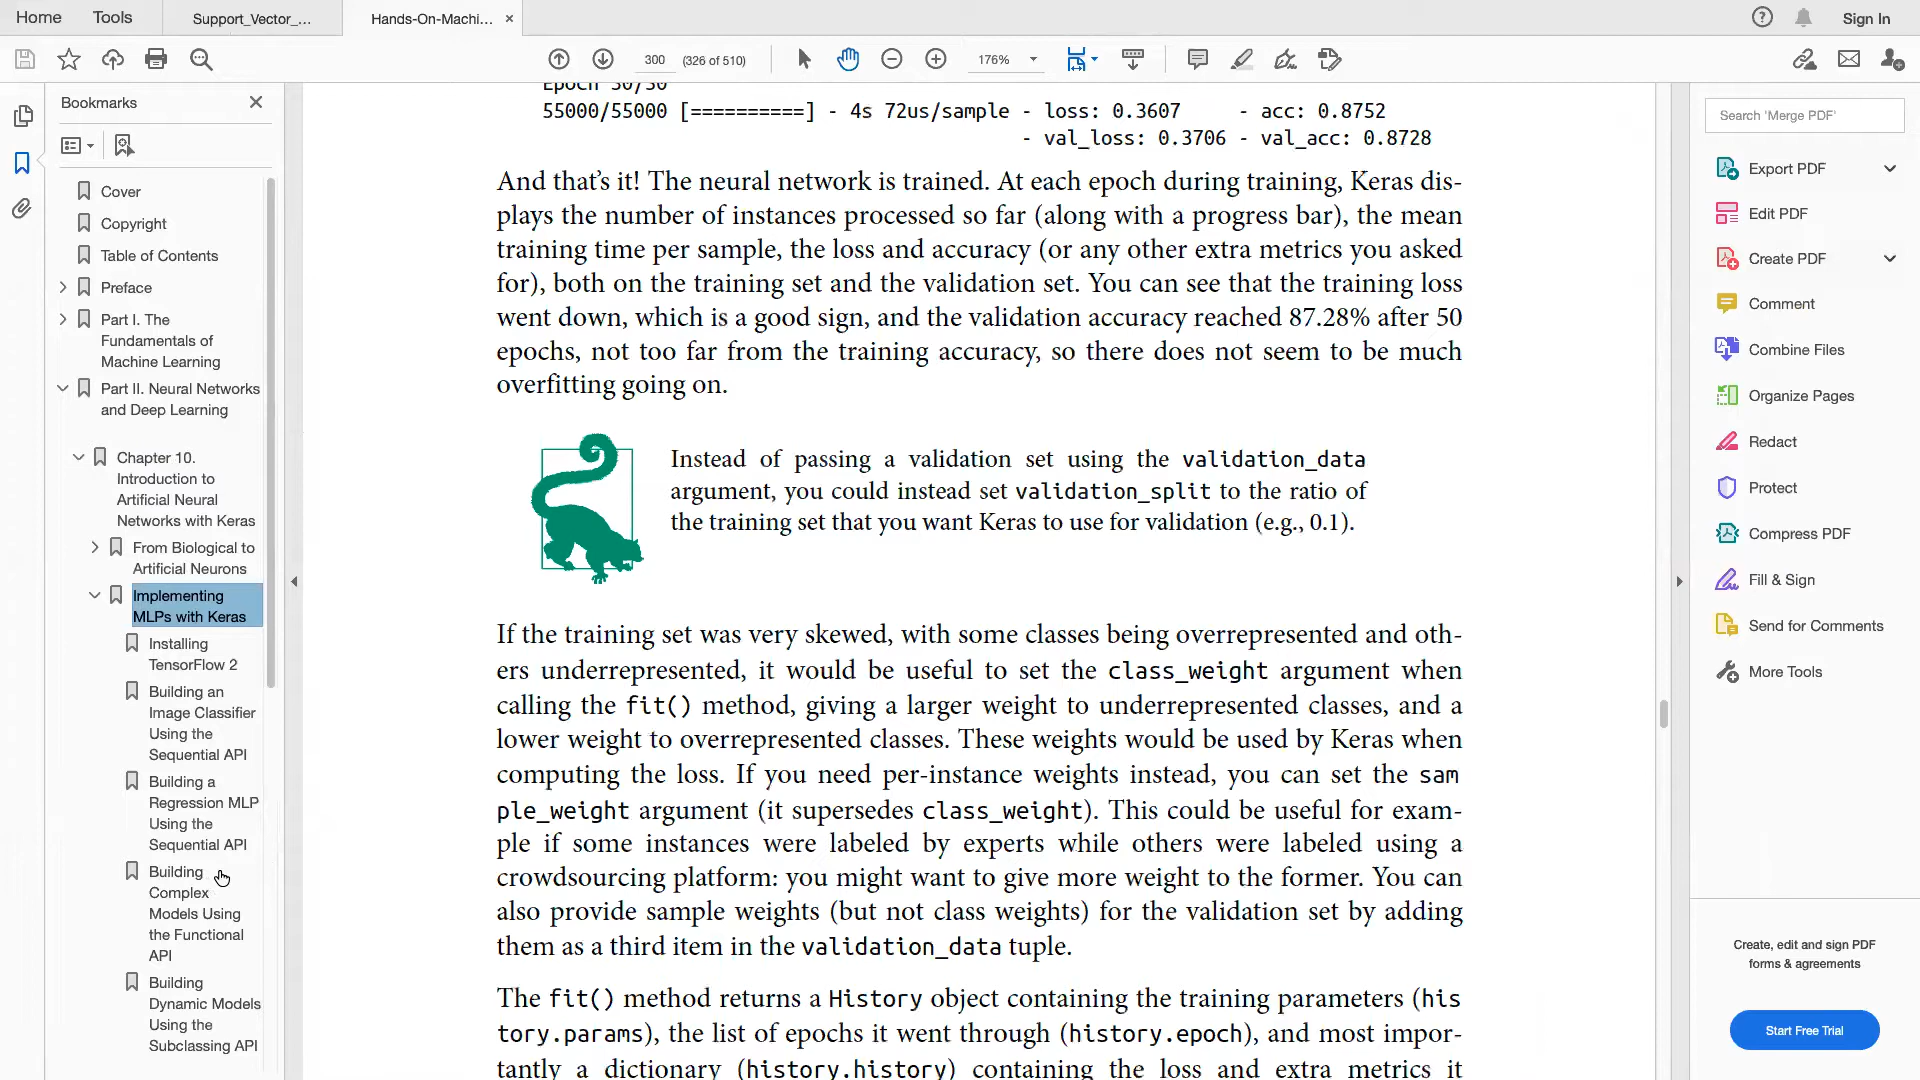 Home
Tools
Support_Vector_...
Hands-On-Machi...
Sign In
300
(326 of 510)
176%
Bookmarks
Cover
Copyright
Table of Contents
Preface
Part I. The
Fundamentals of
Machine Learning
Part II. Neural Networks
and Deep Learning
Chapter 10.
Introduction to
Artificial Neural
Networks with Keras
From Biological to
Artificial Neurons
Implementing
MLPs with Keras
Installing
TensorFlow 2
Building an
Image Classifier
Using the
Sequential API
Building a
Regression MLP
Using the
Sequential API
Building
Complex
Models Using
the Functional
API
Building
Dynamic Models
Using the
Subclassing API
Epoch 30/30
55000/55000 [==========] - 4s 72us/sample - loss: 0.3607 - acc: 0.8752
- val_loss: 0.3706 - val_acc: 0.8728
And that's it! The neural network is trained. At each epoch during training, Keras dis-
plays the number of instances processed so far (along with a progress bar), the mean
training time per sample, the loss and accuracy (or any other extra metrics you asked
for), both on the training set and the validation set. You can see that the training loss
went down, which is a good sign, and the validation accuracy reached 87.28% after 50
epochs, not too far from the training accuracy, so there does not seem to be much
overfitting going on.
Instead of passing a validation set using the validation_data
argument, you could instead set validation_split to the ratio of
the training set that you want Keras to use for validation (e.g., 0.1).
If the training set was very skewed, with some classes being overrepresented and oth-
ers underrepresented, it would be useful to set the class_weight argument when
calling the fit() method, giving a larger weight to underrepresented classes, and a
lower weight to overrepresented classes. These weights would be used by Keras when
computing the loss. If you need per-instance weights instead, you can set the sam
ple_weight argument (it supersedes class_weight). This could be useful for exam-
ple if some instances were labeled by experts while others were labeled using a
crowdsourcing platform: you might want to give more weight to the former. You can
also provide sample weights (but not class weights) for the validation set by adding
them as a third item in the validation_data tuple.
The fit() method returns a History object containing the training parameters (his
tory.params), the list of epochs it went through (history.epoch), and most impor-
tantly a dictionary (history.history) containing the loss and extra metrics it
Search 'Merge PDF'
Export PDF
Edit PDF
Create PDF
Comment
Combine Files
Organize Pages
Redact
Protect
Compress PDF
Fill & Sign
Send for Comments
More Tools
Create, edit and sign PDF
forms & agreements
Start Free Trial